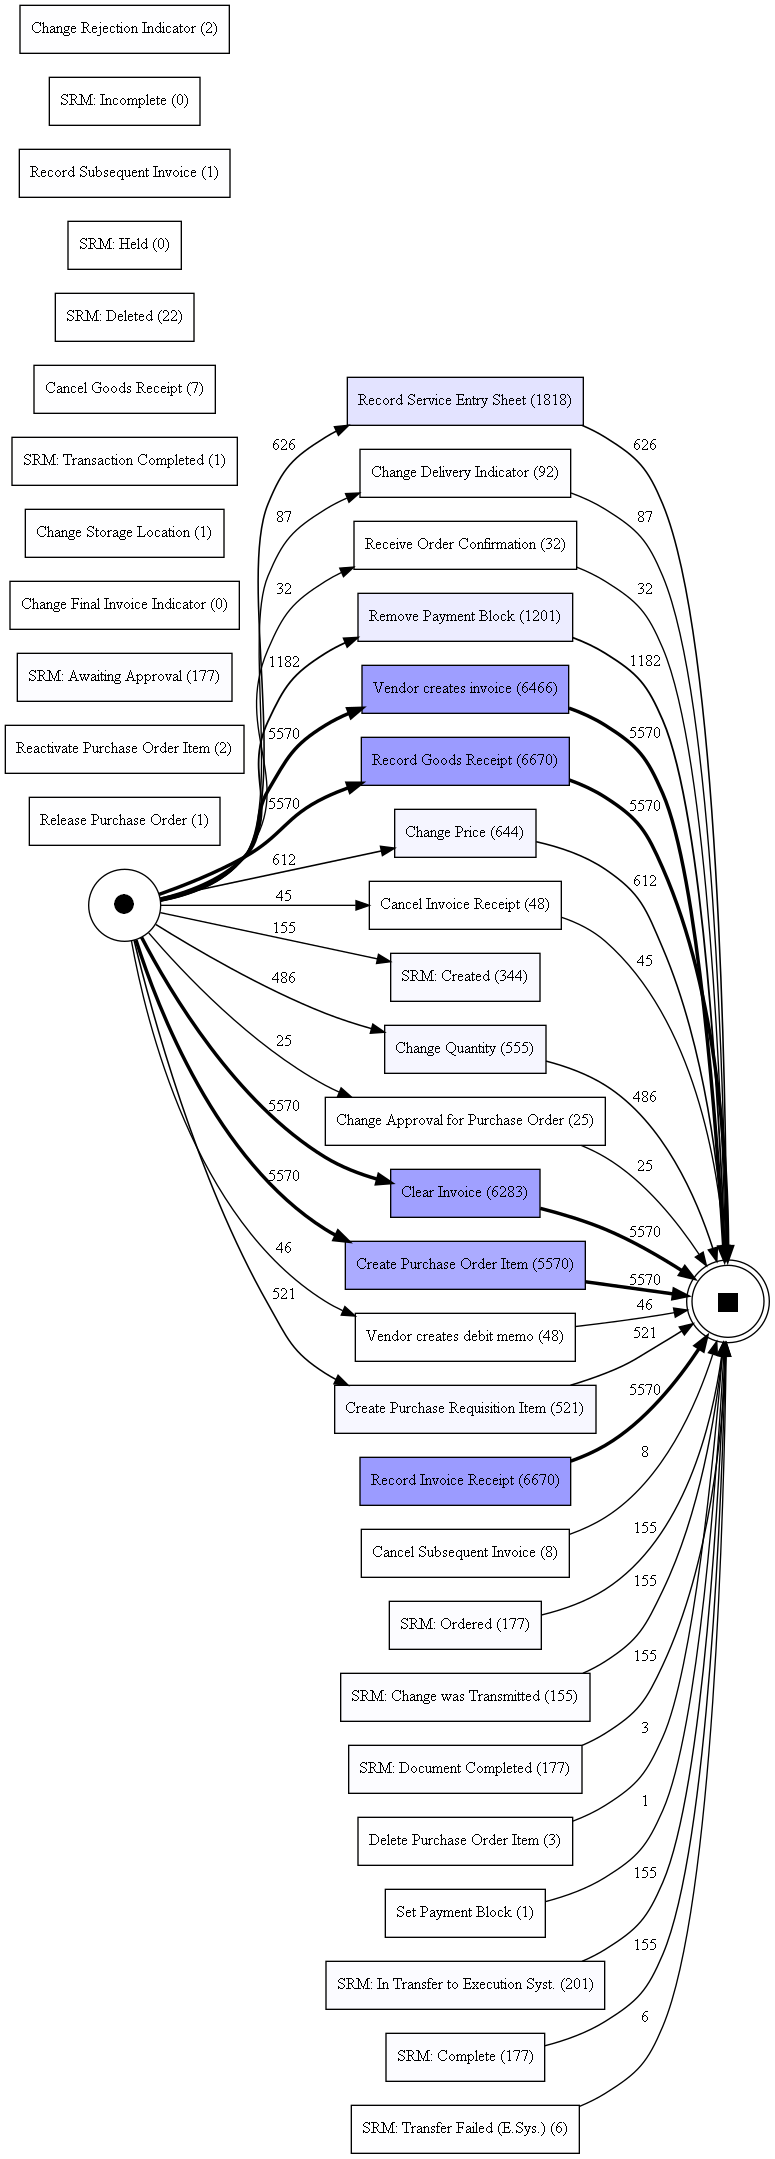 Change Rejection Indicator (2)
SRM: Incomplete (0)
Record Subsequent Invoice (1)
SRM: Held (0)
SRM: Deleted (22)
Cancel Goods Receipt (7)
SRM: Transaction Completed (1)
Change Storage Location (1)
Change Final Invoice Indicator (0)
SRM: Awaiting Approval (177)
Reactivate Purchase Order Item (2)
Release Purchase Order (1)
626
87
32
1182
5570
5570
612
45
155
486
25
5570
5570
46
521
Record Service Entry Sheet (1818)
Change Delivery Indicator (92)
Receive Order Confirmation (32)
Remove Payment Block (1201)
Vendor creates invoice (6466)
Record Goods Receipt (6670)
Change Price (644)
Cancel Invoice Receipt (48)
SRM: Created (344)
Change Quantity (555)
Change Approval for Purchase Order (25)
Clear Invoice (6283)
Create Purchase Order Item (5570)
Vendor creates debit memo (48)
Create Purchase Requisition Item (521)
Record Invoice Receipt (6670)
Cancel Subsequent Invoice (8)
SRM: Ordered (177)
SRM: Change was Transmitted (155)
SRM: Document Completed (177)
Delete Purchase Order Item (3)
Set Payment Block (1)
SRM: In Transfer to Execution Syst. (201)
SRM: Complete (177)
SRM: Transfer Failed (E.Sys.) (6)
626
87
32
1182
5570
5570
612
45
486
25
5570
5570
46
521
5570
8
155
155
155
3
1
155
155
6